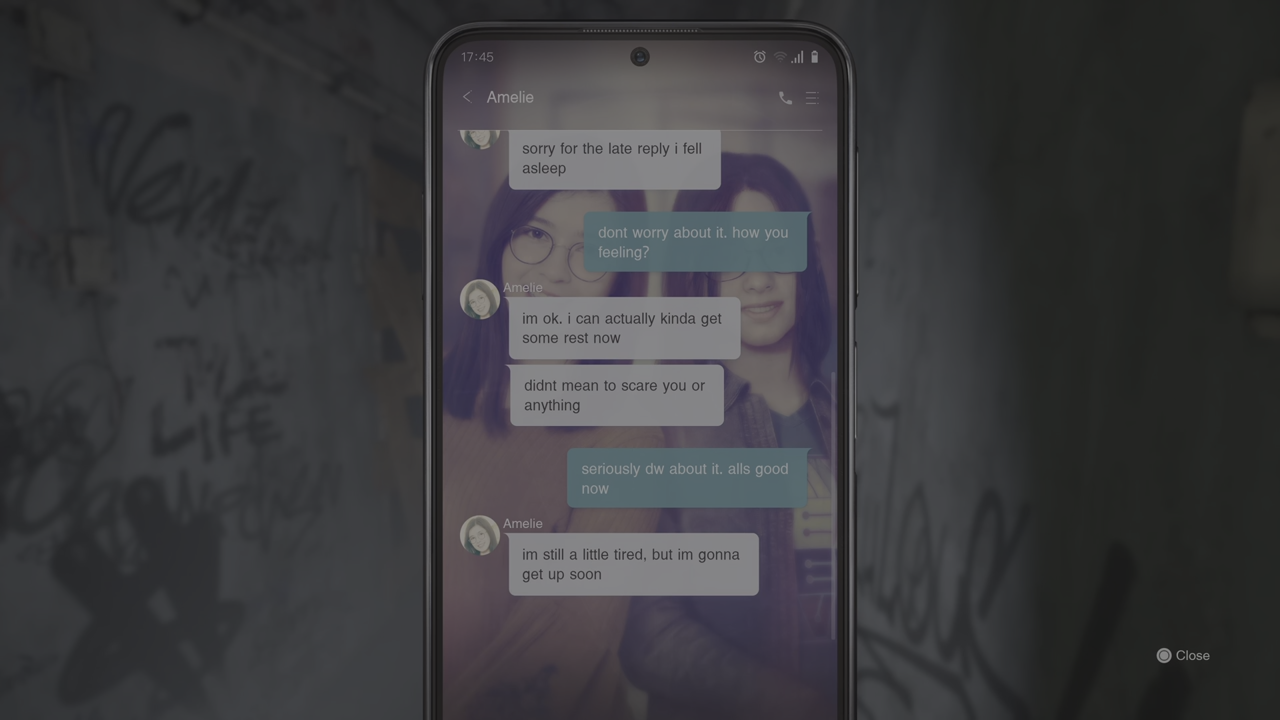 17:45
Amelie
sorry for the late reply i fell
asleep
dont worry about it. how you
feeling?
Amelie
im ok. i can actually kinda get
some rest now
didnt mean to scare you or
anything
seriously dw about it. alls good
now
Amelie
im still a little tired, but im gonna
get up soon
Close
THE
LIFE